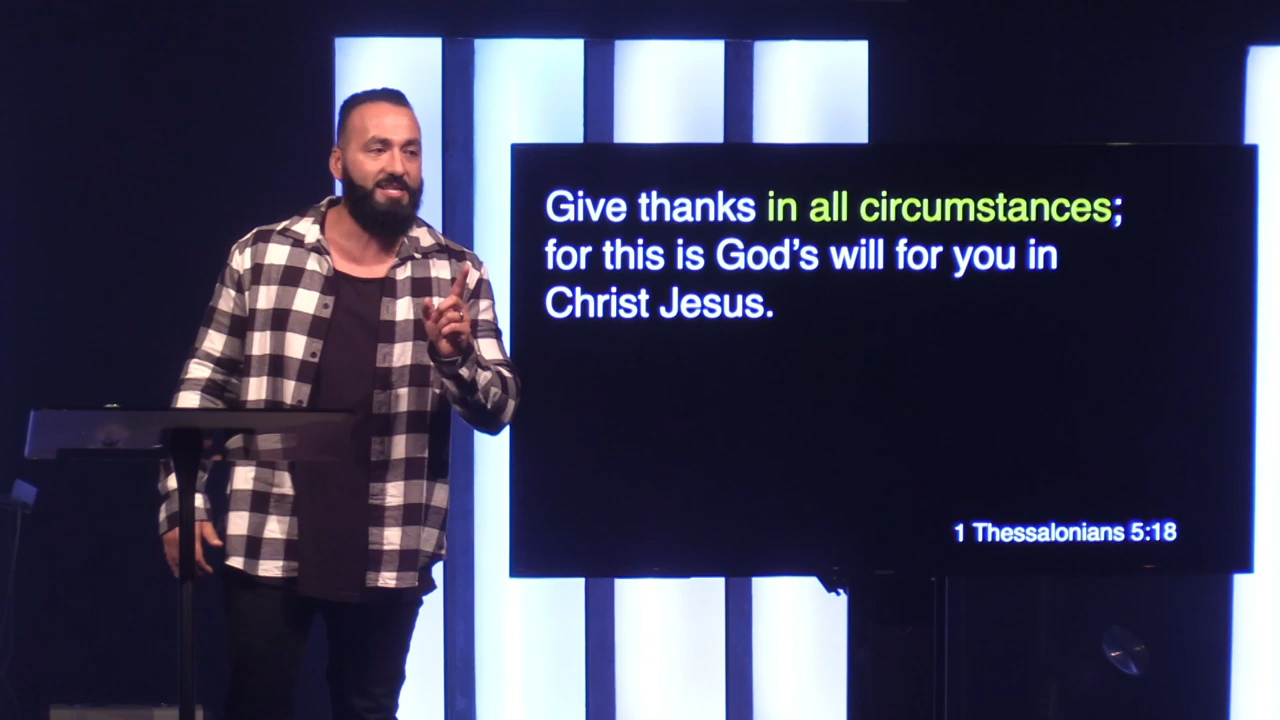 Give thanks in all circumstances;
for this is God’s will for you in
Christ Jesus.
1 Thessalonians 5:18